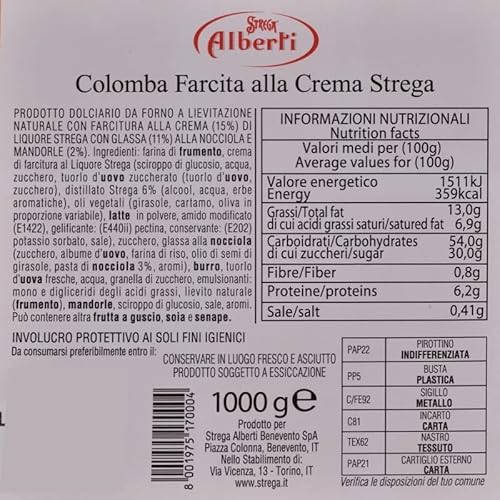 STREGA
Alberti
Colomba Farcita alla Crema Strega
PRODOTTO DOLCIARIO DA FORNO A LIEVITAZIONE
NATURALE CON FARCITURA ALLA CREMA (15%) DI
LIQUORE STREGA CON GLASSA (11%) ALLA NOCCIOLA E
MANDORLE (2%). Ingredienti: farina di frumento, crema
di farcitura al Liquore Strega (sciroppo di glucosio, acqua,
zucchero, tuorlo d'uovo zuccherato (tuorlo d'uovo,
zucchero), distillato Strega 6% (alcool, acqua, erbe
aromatiche), oli vegetali (girasole, cartamo, oliva in
proporzione variabile), latte in polvere, amido modificato
(E1422), gelificante: (E440ii) pectina, conservante: (E202)
potassio sorbato, sale), zucchero, glassa alla nocciola
(zucchero, albume d'uovo, farina di riso, olio di semi di
girasole, pasta di nocciola 3%, aromi), burro, tuorlo
d'uova fresche, acqua, granella di zucchero, emulsionanti:
mono e digliceridi degli acidi grassi, lievito naturale
(frumento), mandorle, sciroppo di glucosio, sale, aromi.
Può contenere altra frutta a guscio, soia e senape.
INVOLUCRO PROTETTIVO AI SOLI FINI IGIENICI
Da consumarsi preferibilmente entro il:
CONSERVARE IN LUOGO FRESCO E ASCIUTTO
PRODOTTO SOGGETTO A ESSICCAZIONE
INFORMAZIONI NUTRIZIONALI
Nutrition facts
Valori medi per (100g)
Average values for (100g)
Valore energetico 1511kJ
Energy 359kcal
Grassi/Total fat 13,0g
di cui acidi grassi saturi/satured fat 6,9g
Carboidrati/Carbohydrates 54,0g
di cui zuccheri/sugar 30,0g
Fibre/Fiber 0,8g
Proteine/proteins 6,2g
Sale/salt 0,41g
8 001975 170004
1000 g e
Prodotto per
Strega Alberti Benevento SpA
Piazza Colonna, Benevento, IT
Nello Stabilimento di:
Via Vicenza, 13 - Torino, IT
www.strega.it
PAP22 PIROTTINO INDIFFERENZIATA
PP5 BUSTA PLASTICA
C/FE92 SIGILLO METALLO
C81 INCARTO CARTA
TEX62 NASTRO TESSUTO
PAP21 CARTIGLIO ESTERNO CARTA
Verifica le disposizioni del tuo comune